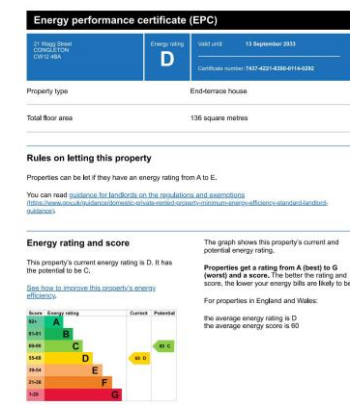 Energy performance certificate (EPC)
21 Wagg Street
CONGLETON
CW12 4BA
Energy rating
D
Valid until 13 September 2033
Certificate number 7437-4221-8300-0114-0292
Property type End-terrace house
Total floor area 136 square metres
Rules on letting this property
Properties can be let if they have an energy rating from A to E.
You can read guidance for landlords on the regulations and exemptions
(https://www.gov.uk/guidance/domestic-private-rented-property-minimum-energy-efficiency-standard-landlord-
guidance).
Energy rating and score
This property's current energy rating is D. It has
the potential to be C.
See how to improve this property's energy
efficiency.
Score Energy rating Current Potential
92+ A
81-91 B
69-80 C
55-68 D
39-54 E
21-38 F
1-20 G
The graph shows this property's current and
potential energy rating.
Properties get a rating from A (best) to G
(worst) and a score. The better the rating and
score, the lower your energy bills are likely to be
For properties in England and Wales:
the average energy rating is D
the average energy score is 60